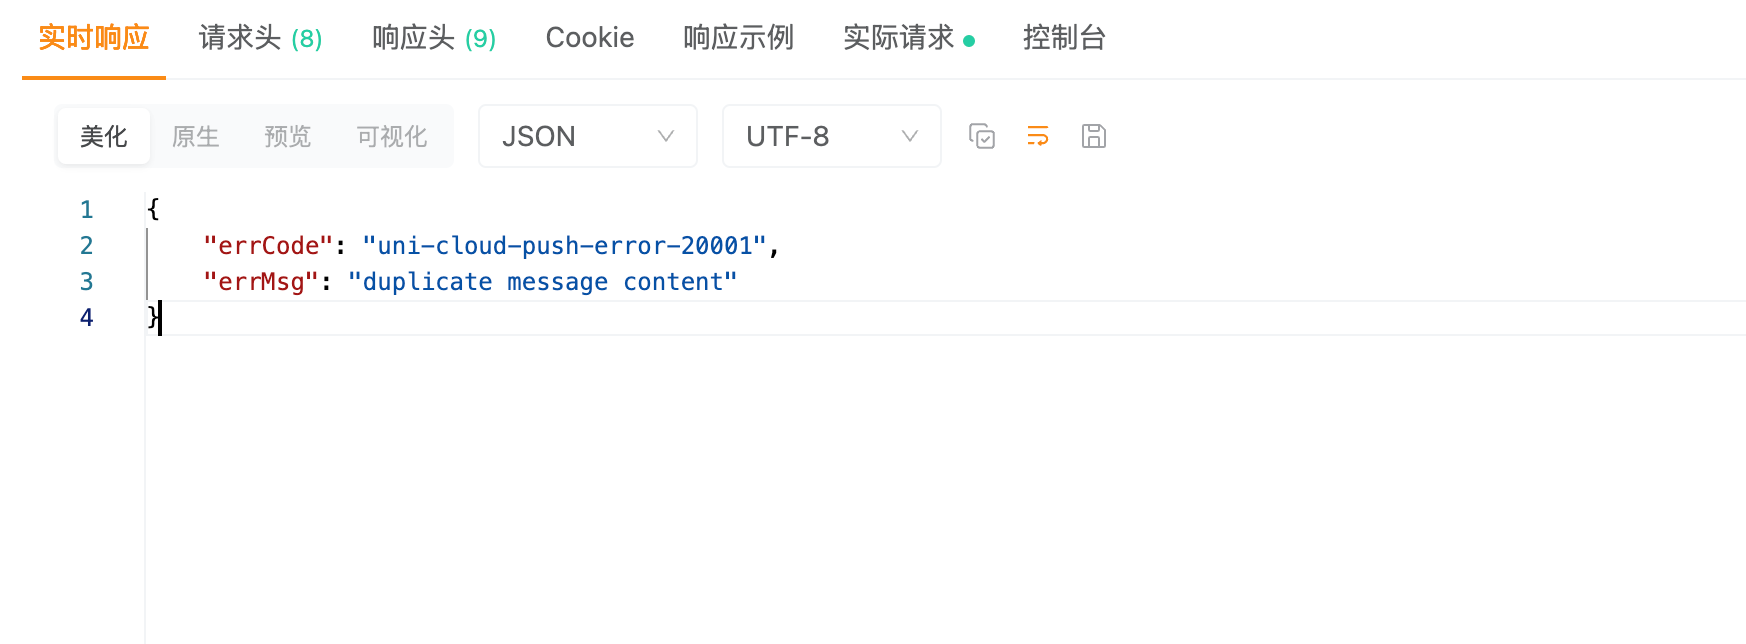 实时响应 请求头 (8) 响应头 (9) Cookie 响应示例 实际请求 控制台
美化 原生 预览 可视化 JSON UTF-8
1 {
2 "errCode": "uni-cloud-push-error-20001",
3 "errMsg": "duplicate message content"
4 }